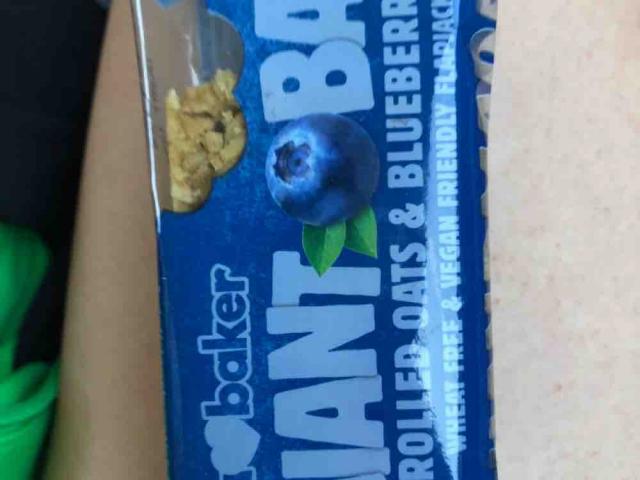 baker
IANT BA
ROLLED OATS & BLUEBERR
WHEAT FREE & VEGAN FRIENDLY FLAPJACK